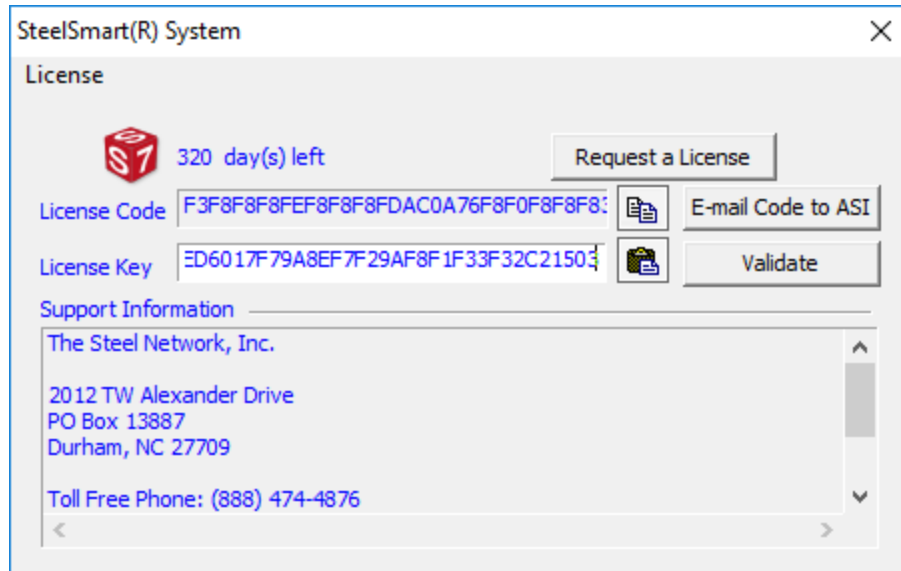 SteelSmart(R) System
License
SS7
320 day(s) left
Request a License
License Code
F3F8F8F8FEF8F8F8FDAC0A76F8F0F8F8F83
E-mail Code to ASI
License Key
ED6017F79A8EF7F29AF8F1F33F32C21503
Validate
Support Information
The Steel Network, Inc.
2012 TW Alexander Drive
PO Box 13887
Durham, NC 27709
Toll Free Phone: (888) 474-4876